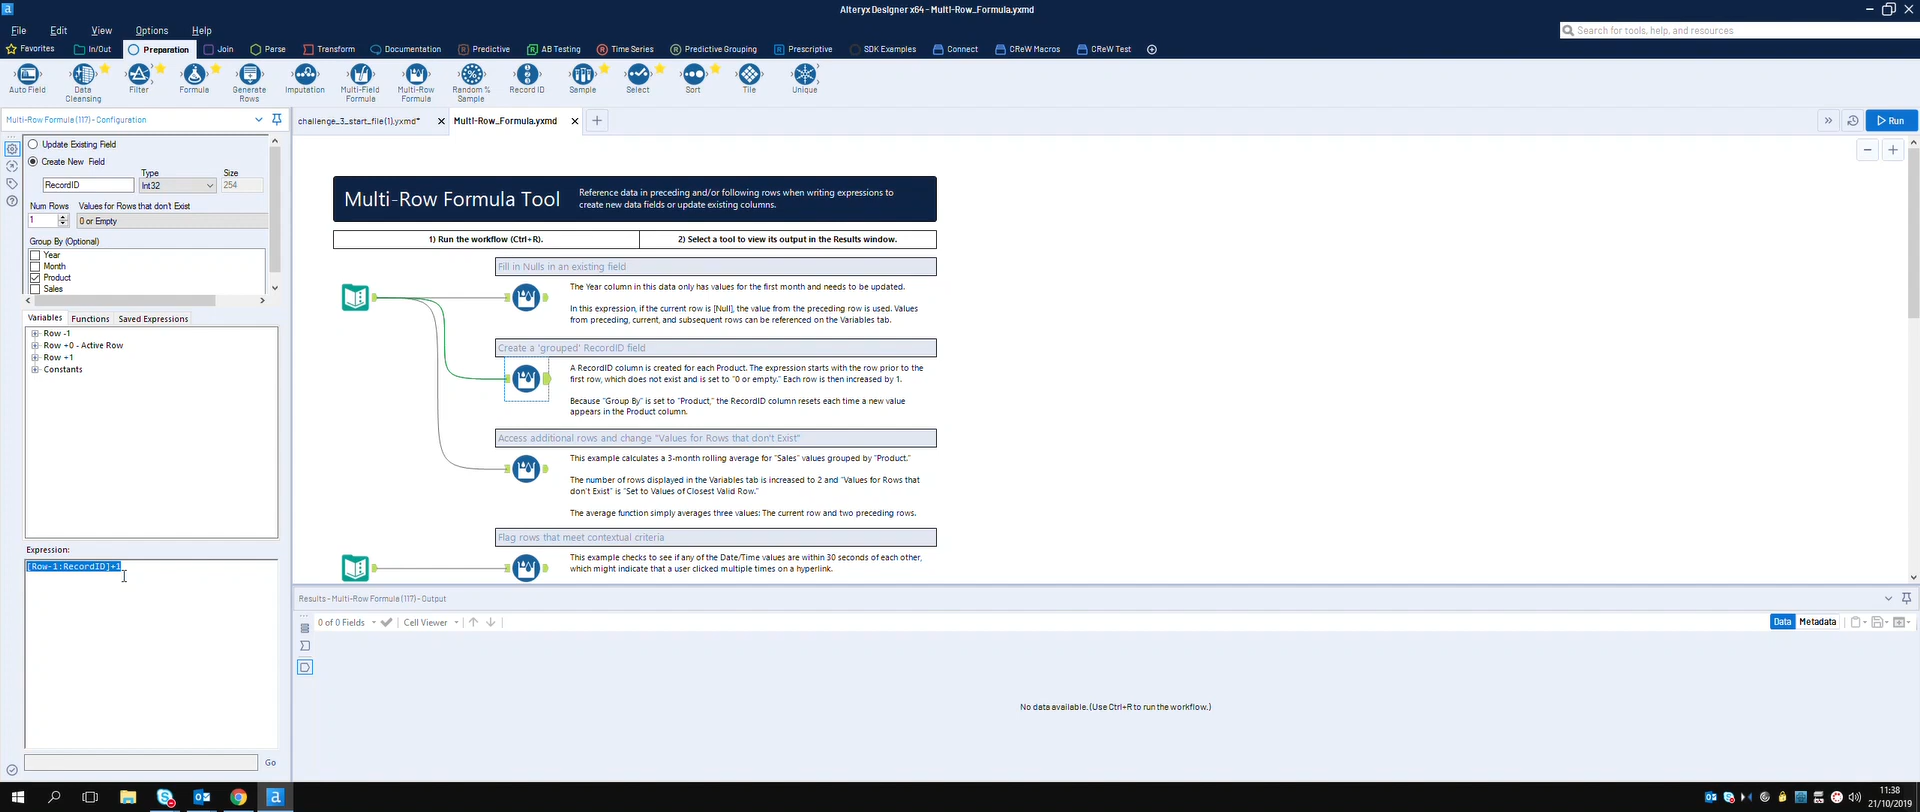 Alteryx Designer x64 - Multi-Row_Formula.yxmd
File Edit View Options Help
Search for tools, help, and resources
Favorites In/Out Preparation Join Parse Transform Documentation Predictive AB Testing Time Series Predictive Grouping Prescriptive SDK Examples Connect CReW Macros CReW Test
Auto Field Data Cleansing Filter Formula Generate Rows Imputation Multi-Field Formula Multi-Row Formula Random % Sample Record ID Sample Select Sort Tile Unique
Multi-Row Formula (117) - Configuration
challenge_3_start_file(1).yxmd*
Multi-Row_Formula.yxmd
Run
Update Existing Field
Create New Field
Type
Size
RecordID
Int32
254
Num Rows
Values for Rows that don't Exist
1
0 or Empty
Group By (Optional)
Year
Month
Product
Sales
Variables Functions Saved Expressions
Row -1
Row +0 - Active Row
Row +1
Constants
Expression:
[Row-1:RecordID]+1
Go
Multi-Row Formula Tool
Reference data in preceding and/or following rows when writing expressions to
create new data fields or update existing columns.
1) Run the workflow (Ctrl+R).
2) Select a tool to view its output in the Results window.
Fill in Nulls in an existing field
The Year column in this data only has values for the first month and needs to be updated.
In this expression, if the current row is [Null], the value from the preceding row is used. Values
from preceding, current, and subsequent rows can be referenced on the Variables tab.
Create a 'grouped' RecordID field
A RecordID column is created for each Product. The expression starts with the row prior to the
first row, which does not exist and is set to "0 or empty." Each row is then increased by 1.
Because "Group By" is set to "Product," the RecordID column resets each time a new value
appears in the Product column.
Access additional rows and change "Values for Rows that don't Exist"
This example calculates a 3-month rolling average for "Sales" values grouped by "Product."
The number of rows displayed in the Variables tab is increased to 2 and "Values for Rows that
don't Exist" is "Set to Values of Closest Valid Row."
The average function simply averages three values: The current row and two preceding rows.
Flag rows that meet contextual criteria
This example checks to see if any of the Date/Time values are within 30 seconds of each other,
which might indicate that a user clicked multiple times on a hyperlink.
Results - Multi-Row Formula (117) - Output
0 of 0 Fields
Cell Viewer
Data Metadata
No data available. (Use Ctrl+R to run the workflow.)
11:38
21/10/2019